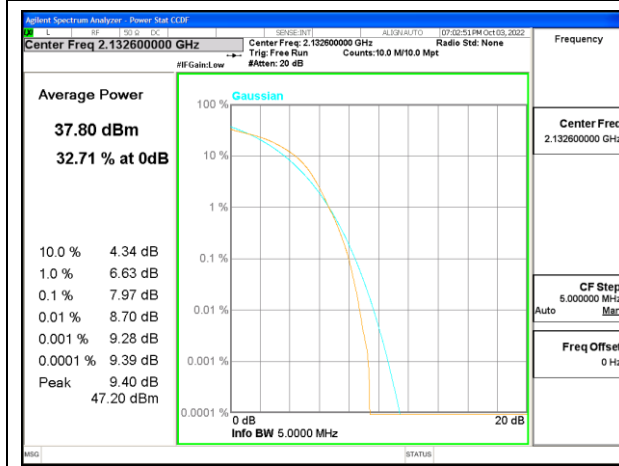 Agilent Spectrum Analyzer - Power Stat CCDF
L RF 50 Ω DC SENSE:INT ALIGNAUTO 07:02:51 PM Oct 03, 2022
Center Freq 2.132600000 GHz
Center Freq: 2.132600000 GHz Radio Std: None
Trig: Free Run Counts:10.0 M/10.0 Mpt
#IFGain:Low #Atten: 20 dB
Frequency
Average Power
37.80 dBm
32.71 % at 0dB
10.0 % 4.34 dB
1.0 % 6.63 dB
0.1 % 7.97 dB
0.01 % 8.70 dB
0.001 % 9.28 dB
0.0001 % 9.39 dB
Peak 9.40 dB
47.20 dBm
Gaussian
100 %
10 %
1 %
0.1 %
0.01 %
0.001 %
0.0001 %
0 dB 20 dB
Info BW 5.0000 MHz
Center Freq
2.132600000 GHz
CF Step
5.000000 MHz
Auto Man
Freq Offset
0 Hz
MSG STATUS